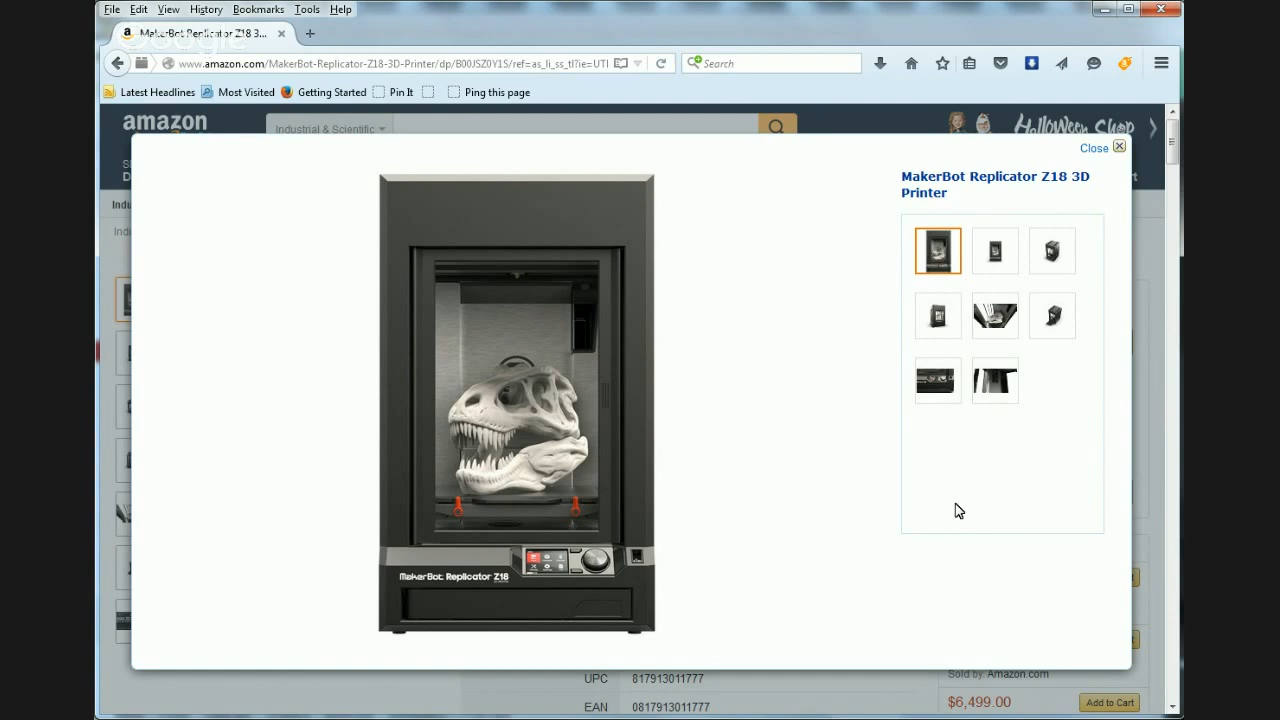 File Edit View History Bookmarks Tools Help
Google
MakerBot Replicator Z18 3...
www.amazon.com/MakerBot-Replicator-Z18-3D-Printer/dp/B00JSZ0Y1S/ref=as_li_ss_tl?ie=UTI
Search
Latest Headlines Most Visited Getting Started Pin It Ping this page
amazon
Industrial & Scientific
Halloween Shop
Close
MakerBot Replicator Z18 3D
Printer
MakerBot Replicator Z18
UPC 817913011777
Sold by: Amazon.com
EAN 0817913011777
$6,499.00
Add to Cart